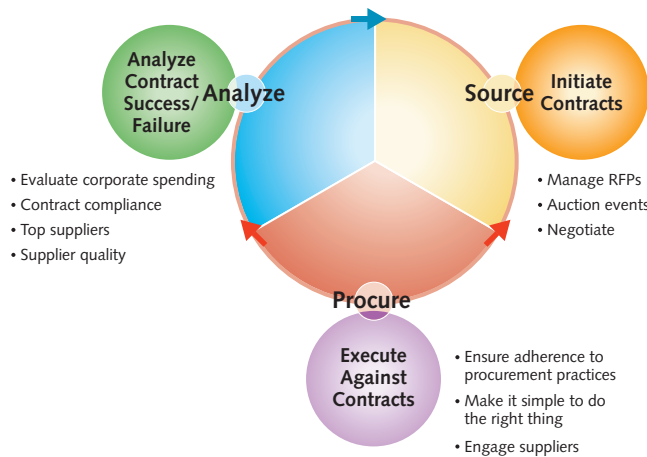 Analyze
Contract
Success/
Failure
Analyze
Source
Initiate
Contracts
• Evaluate corporate spending
• Contract compliance
• Top suppliers
• Supplier quality
• Manage RFPs
• Auction events
• Negotiate
Procure
Execute
Against
Contracts
• Ensure adherence to
procurement practices
• Make it simple to do
the right thing
• Engage suppliers